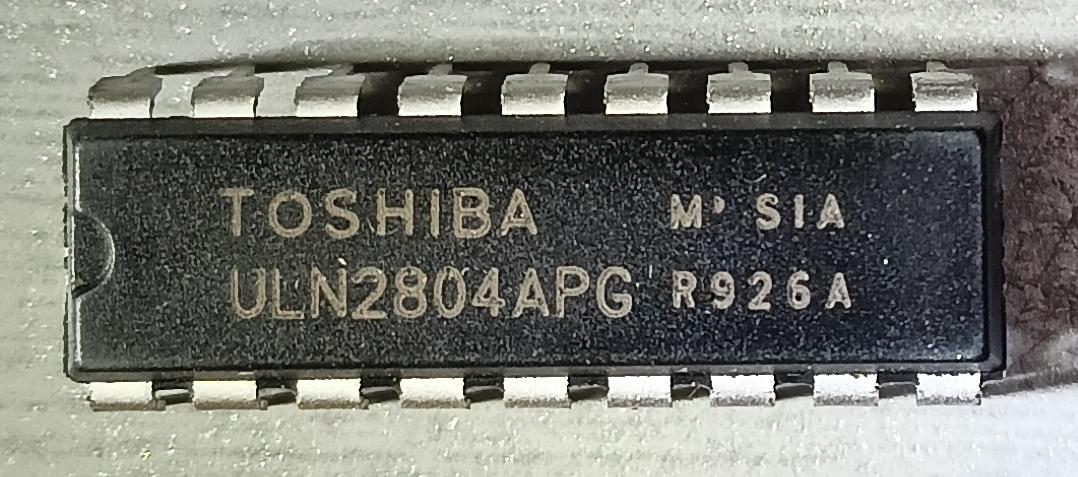 TOSHIBA M' SIA
ULN2804APG R926A